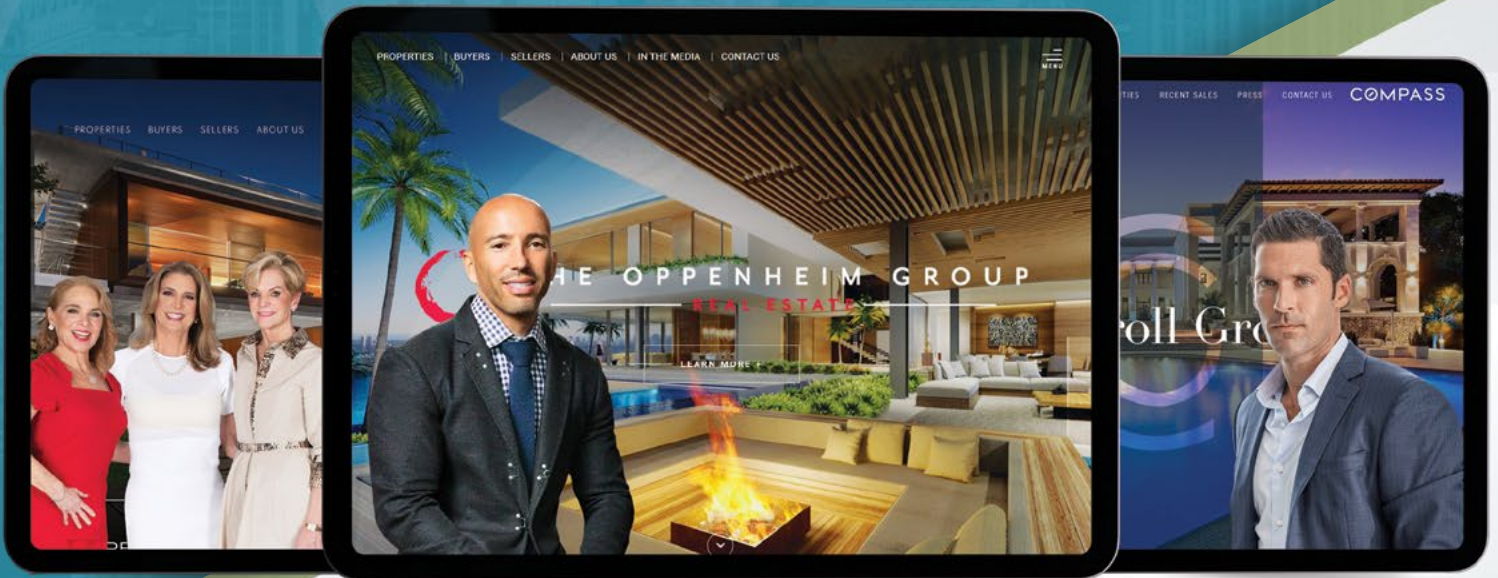 PROPERTIES BUYERS SELLERS ABOUT US
PROPERTIES | BUYERS | SELLERS | ABOUT US | IN THE MEDIA | CONTACT US
MENU
HE OPPENHEIM GROUP
REAL ESTATE
LEARN MORE +
TIES RECENT SALES PRESS CONTACT US COMPASS
roll Gro